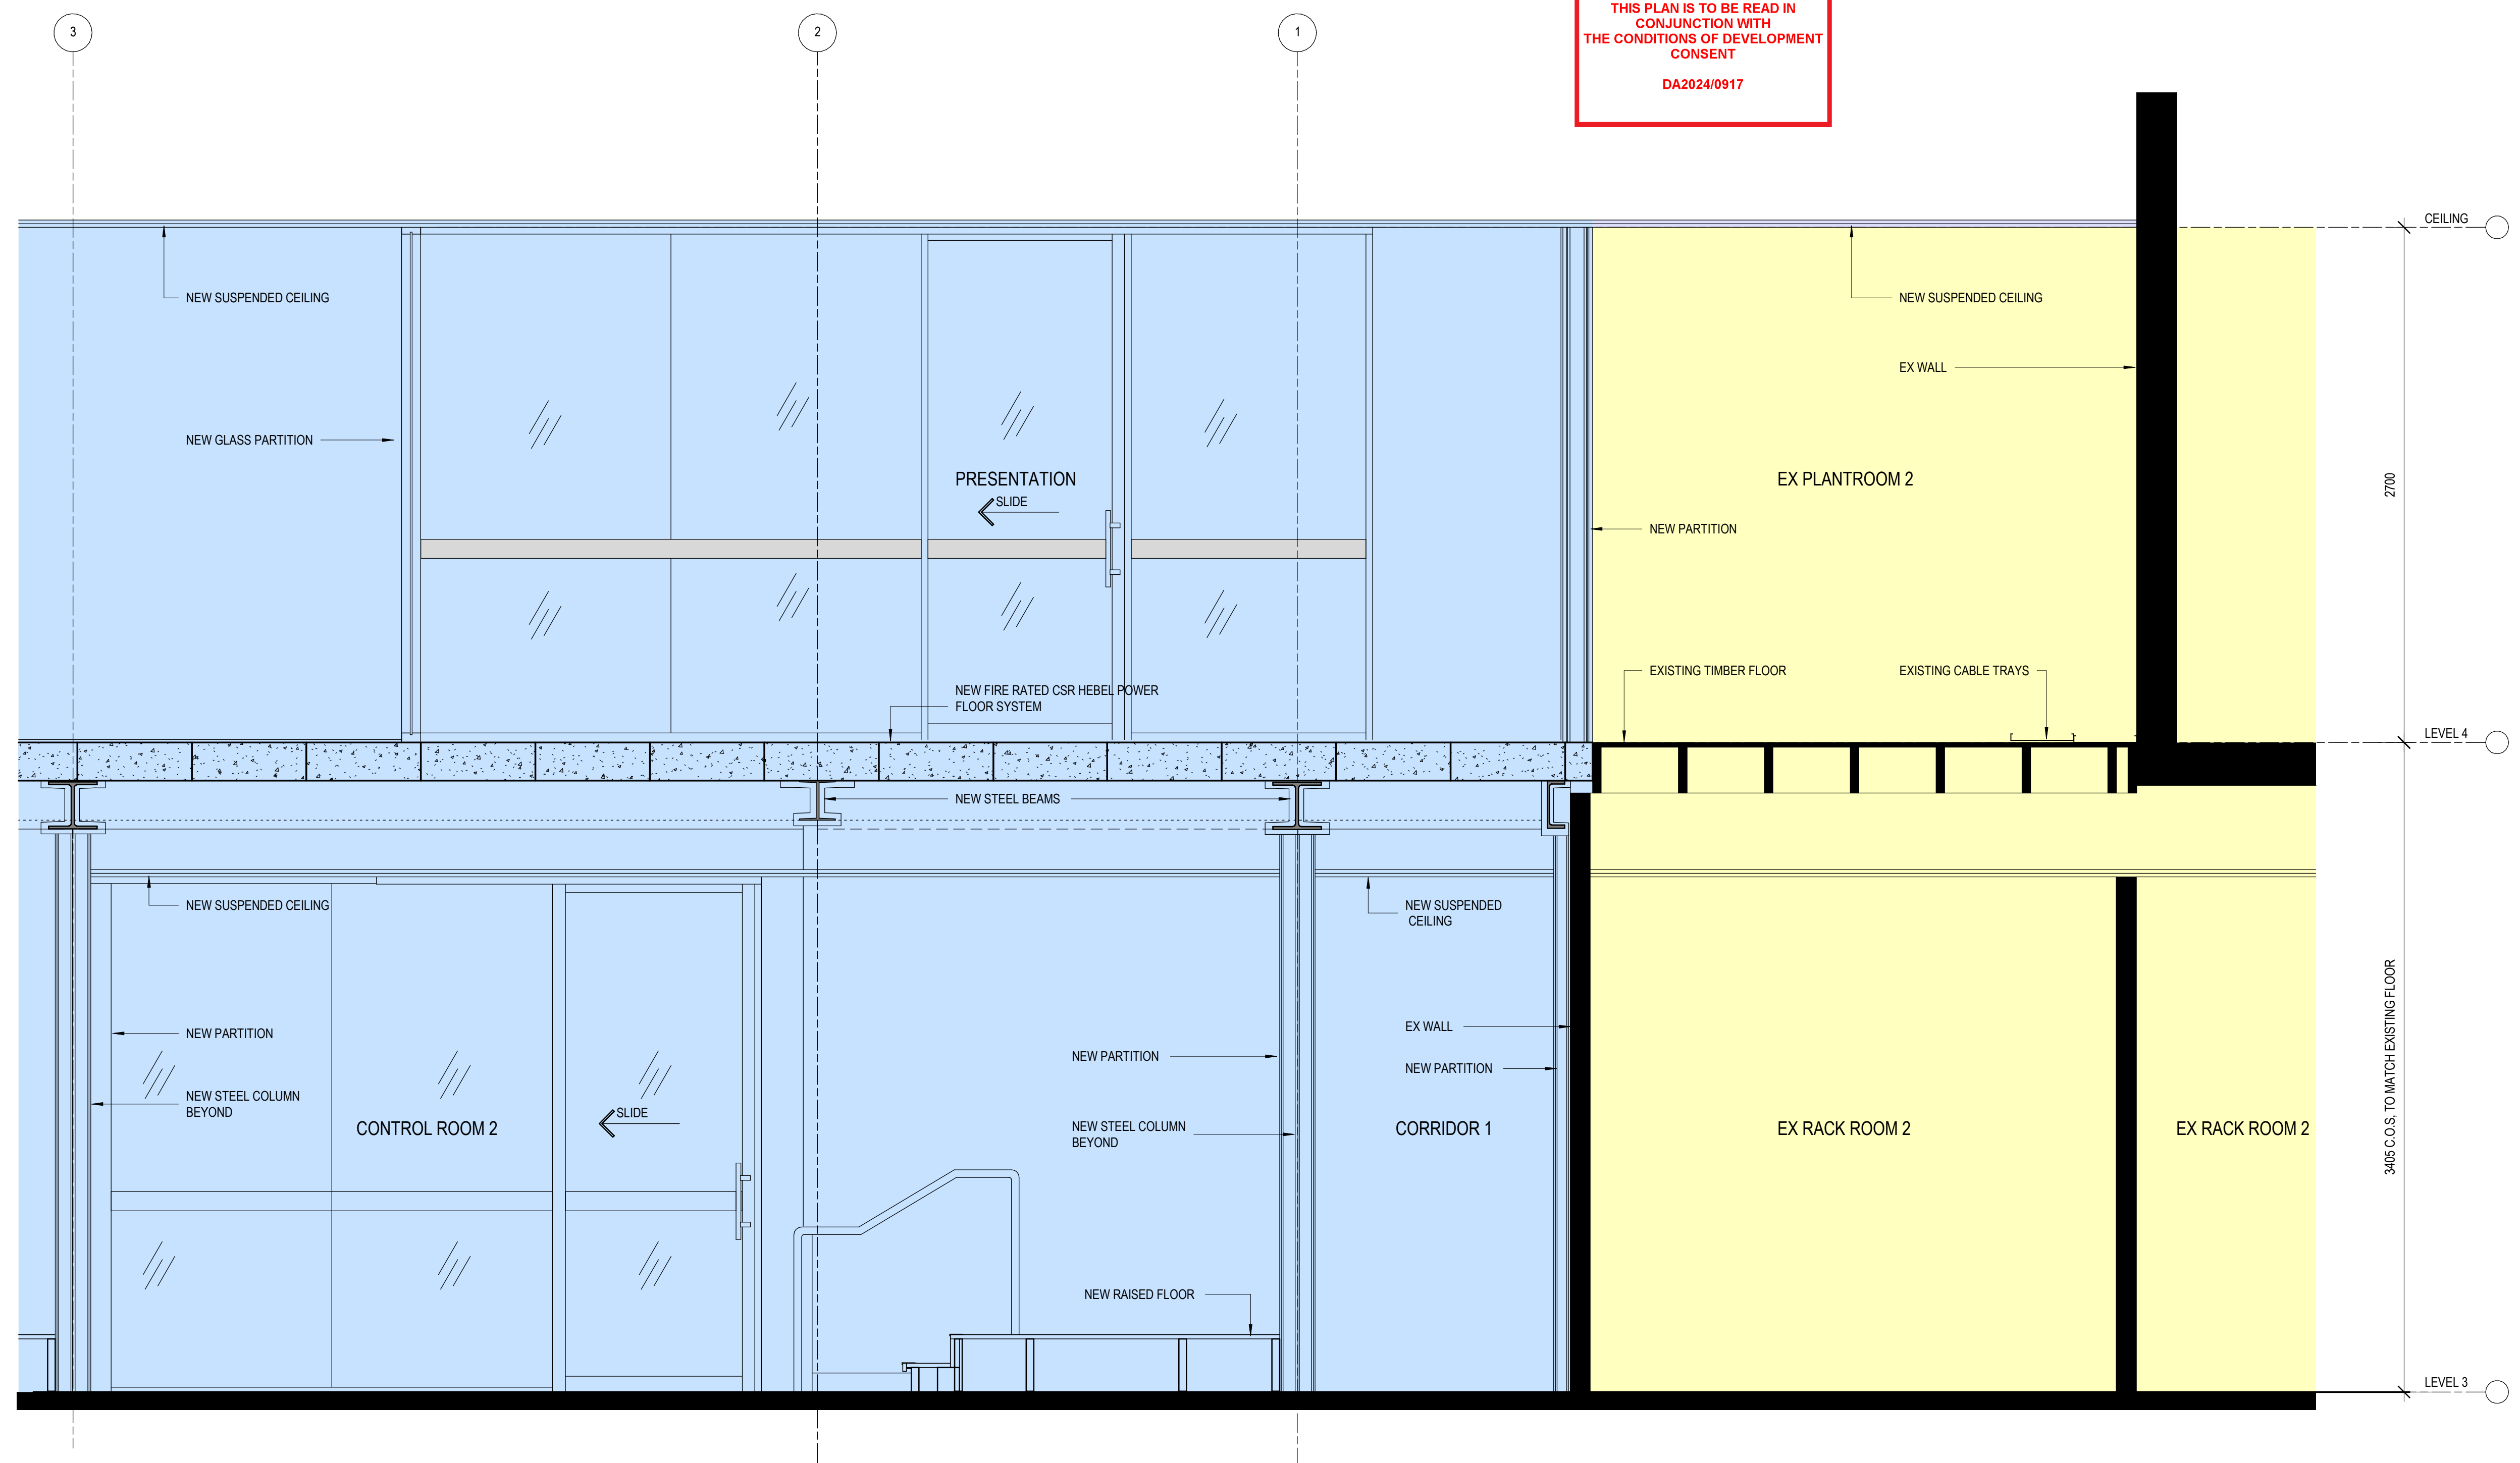 THIS PLAN IS TO BE READ IN
CONJUNCTION WITH
THE CONDITIONS OF DEVELOPMENT
CONSENT
DA2024/0917
3
2
1
CEILING
NEW SUSPENDED CEILING
NEW SUSPENDED CEILING
EX WALL
NEW GLASS PARTITION
PRESENTATION
SLIDE
EX PLANTROOM 2
2700
NEW PARTITION
EXISTING TIMBER FLOOR
EXISTING CABLE TRAYS
NEW FIRE RATED CSR HEBEL POWER
FLOOR SYSTEM
LEVEL 4
NEW STEEL BEAMS
NEW SUSPENDED CEILING
NEW SUSPENDED
CEILING
NEW PARTITION
EX WALL
NEW PARTITION
NEW PARTITION
NEW STEEL COLUMN
BEYOND
SLIDE
CONTROL ROOM 2
NEW STEEL COLUMN
BEYOND
CORRIDOR 1
EX RACK ROOM 2
EX RACK ROOM 2
3405 C.O.S, TO MATCH EXISTING FLOOR
NEW RAISED FLOOR
LEVEL 3